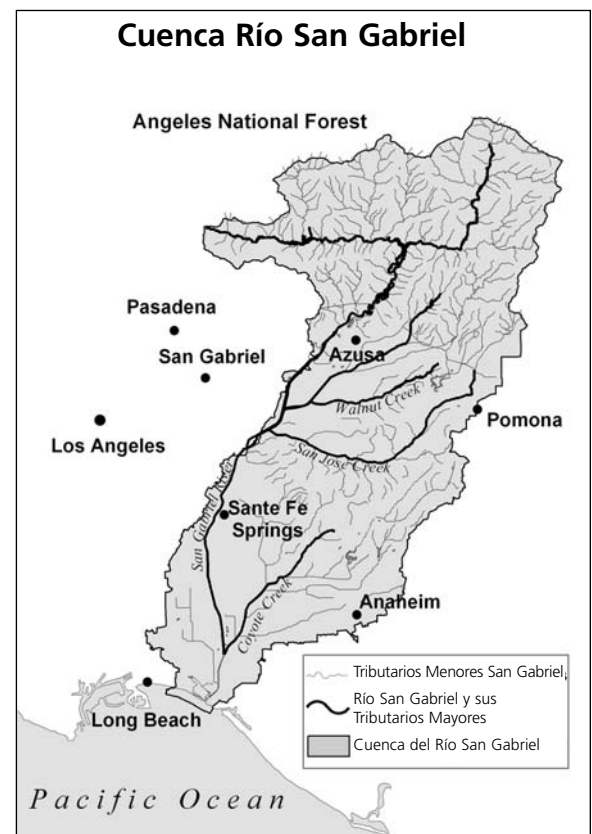 Cuenca Río San Gabriel
Angeles National Forest
Pasadena
San Gabriel
Azusa
Walnut Creek
Pomona
Los Angeles
San Jose Creek
San Gabriel River
Sante Fe
Springs
Coyote Creek
Anaheim
Tributarios Menores San Gabriel
Río San Gabriel y sus
Tributarios Mayores
Cuenca del Río San Gabriel
Long Beach
Pacific Ocean